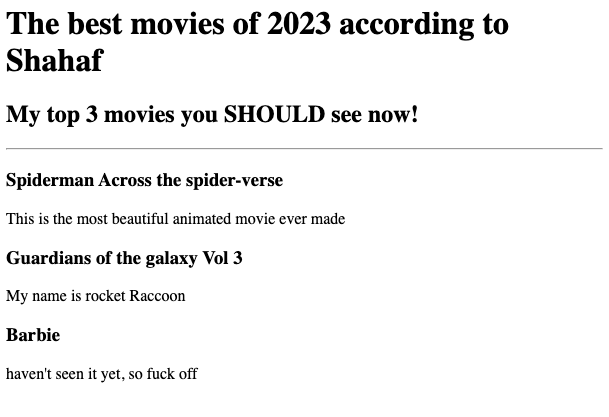 The best movies of 2023 according to
Shahaf
My top 3 movies you SHOULD see now!
Spiderman Across the spider-verse
This is the most beautiful animated movie ever made
Guardians of the galaxy Vol 3
My name is rocket Raccoon
Barbie
haven't seen it yet, so fuck off